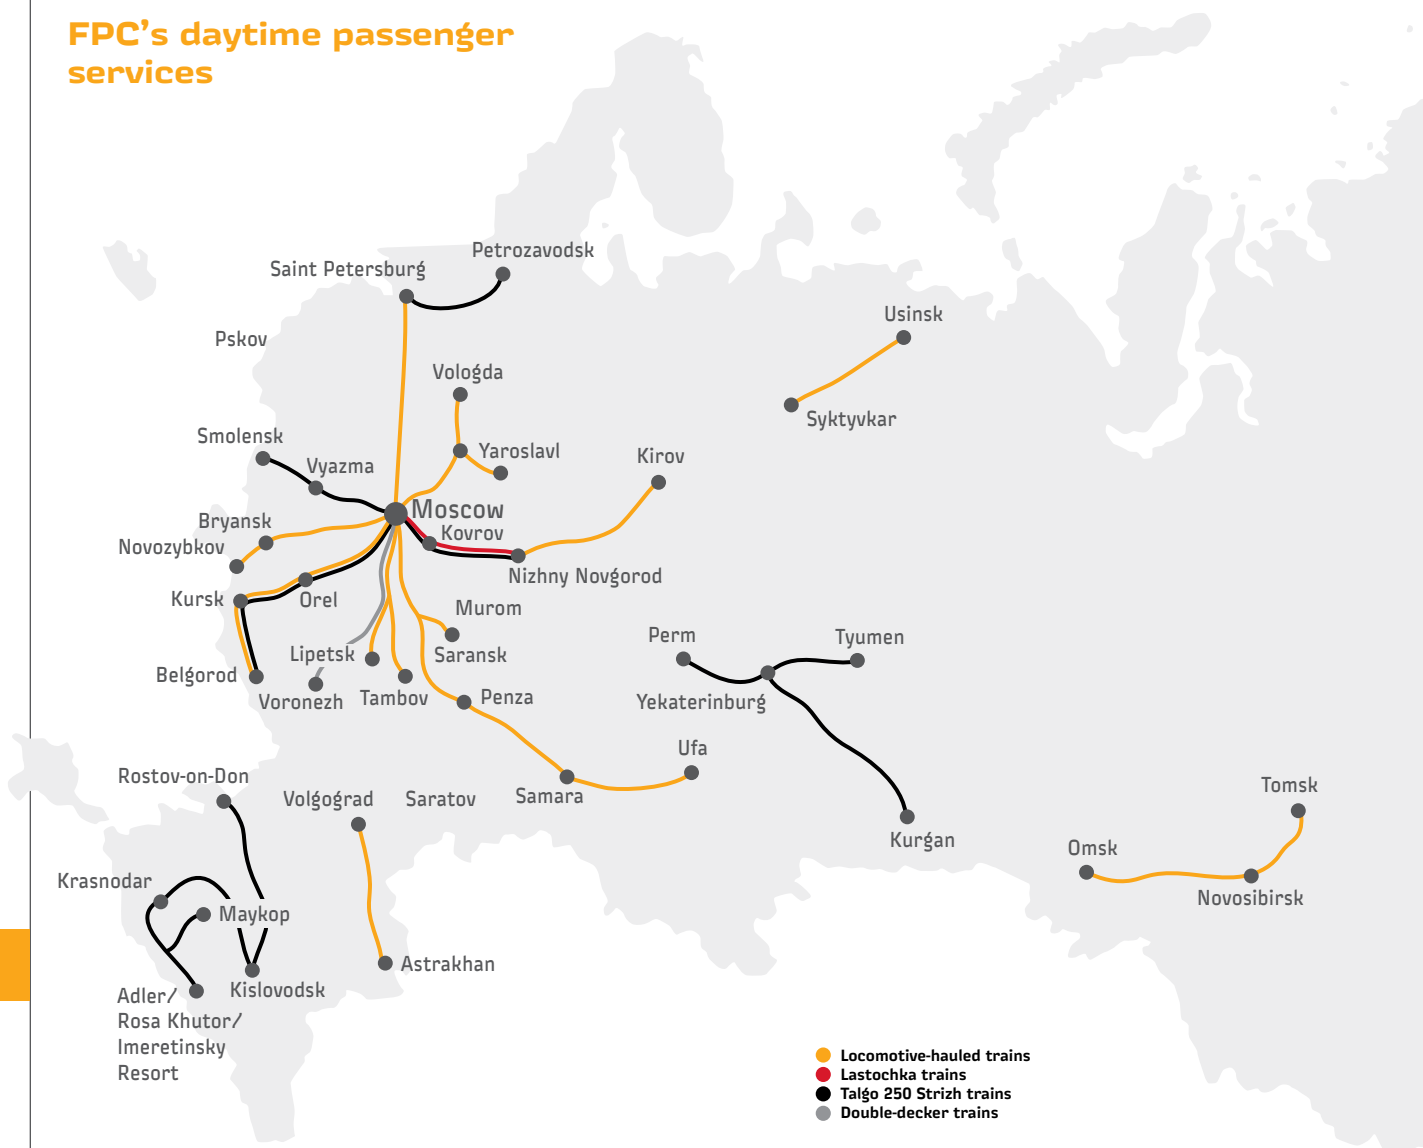 FPC's daytime passenger
services
Petrozavodsk
Saint Petersburg
Usinsk
Pskov
Vologda
Syktyvkar
Smolensk
Yaroslavl
Kirov
Vyazma
Moscow
Bryansk
Kovrov
Novozybkov
Nizhny Novgorod
Kursk
Orel
Murom
Perm
Tyumen
Lipetsk
Saransk
Belgorod
Voronezh
Tambov
Penza
Yekaterinburg
Ufa
Rostov-on-Don
Volgograd
Saratov
Samara
Tomsk
Kurgan
Omsk
Krasnodar
Novosibirsk
Maykop
Astrakhan
Kislovodsk
Adler/
Rosa Khutor/
Imeretinsky
Resort
Locomotive-hauled trains
Lastochka trains
Talgo 250 Strizh trains
Double-decker trains